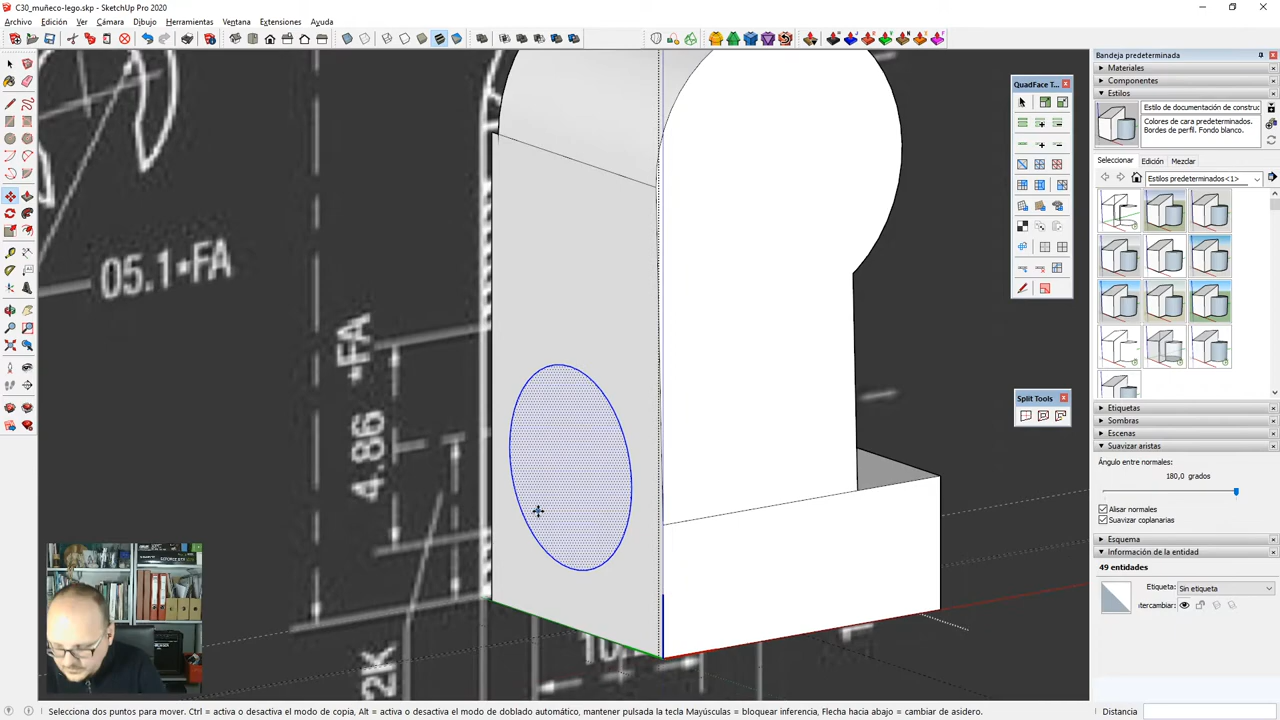 C30_muñeco-lego.skp - SketchUp Pro 2020
Archivo Edición Ver Cámara Dibujo Herramientas Ventana Extensiones Ayuda
Bandeja predeterminada
Materiales
Componentes
Estilos
Estilo de documentación de construc
Colores de cara predeterminados.
Bordes de perfil. Fondo blanco.
Seleccionar Edición Mezclar
Estilos predeterminados<1>
Etiquetas
Sombras
Escenas
Suavizar aristas
Ángulo entre normales:
180,0 grados
Alisar normales
Suavizar coplanarias
Esquema
Información de la entidad
49 entidades
Etiqueta: Sin etiqueta
Intercambiar:
QuadFace T...
Split Tools
05.1•FA
4.86 •FA
2K
Selecciona dos puntos para mover. Ctrl = activa o desactiva el modo de copia, Alt = activa o desactiva el modo de doblado automático, mantener pulsada la tecla Mayúsculas = bloquear inferencia, Flecha hacia abajo = cambiar de asidero.
Distancia